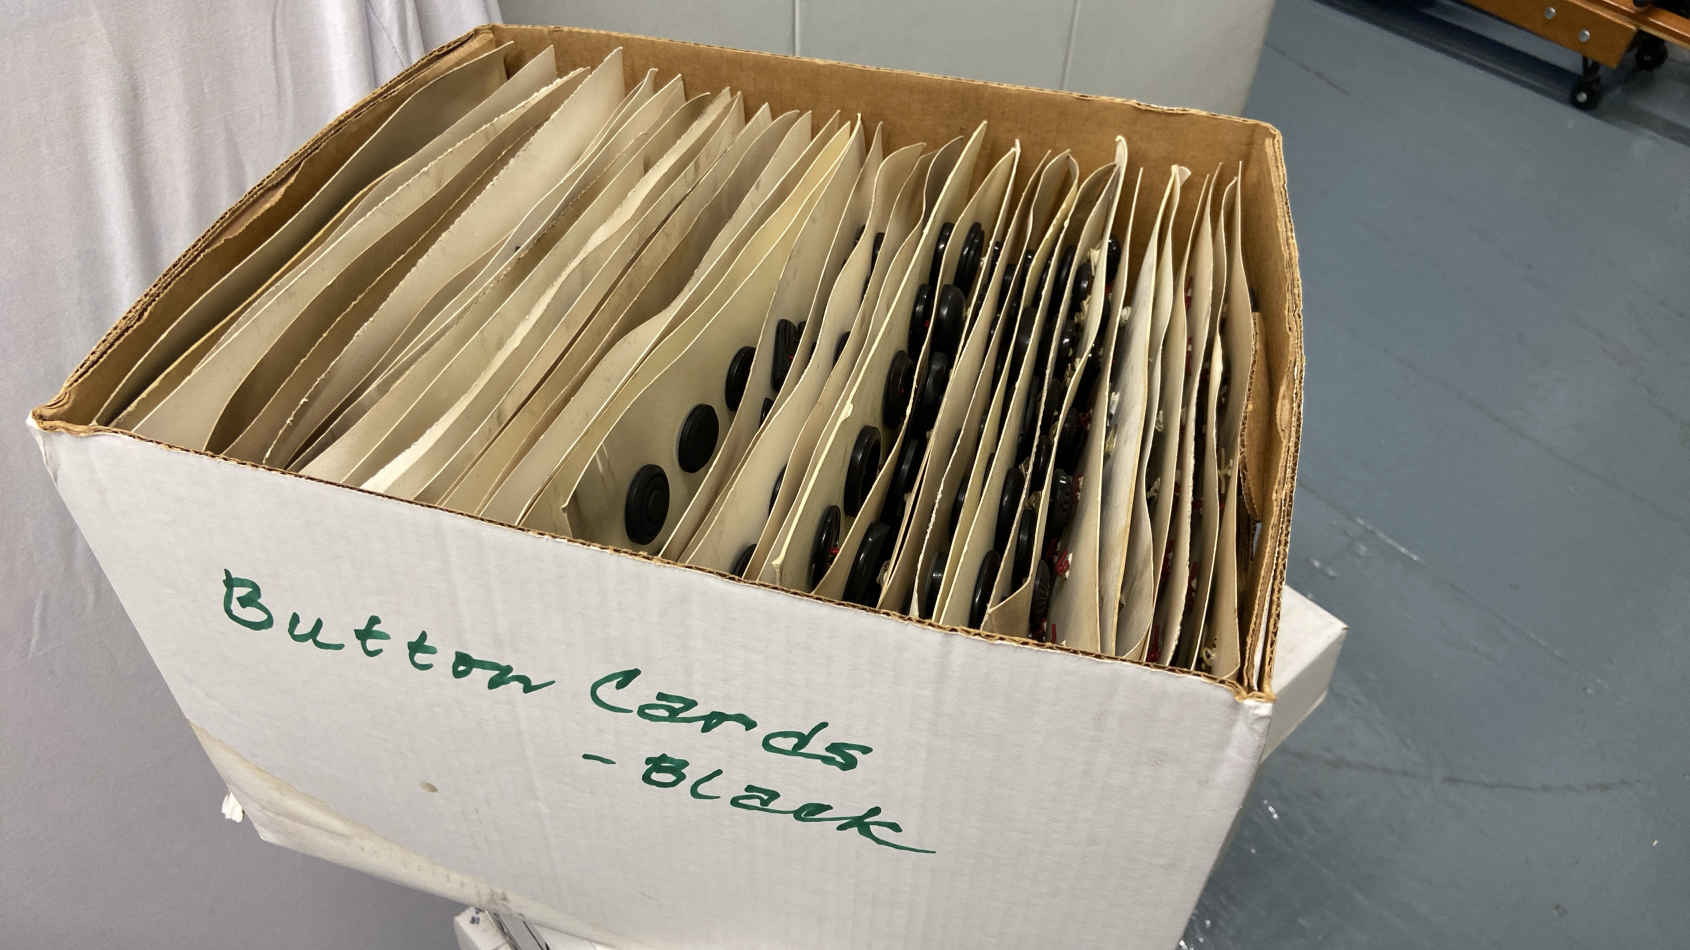 Button Cards
- Black